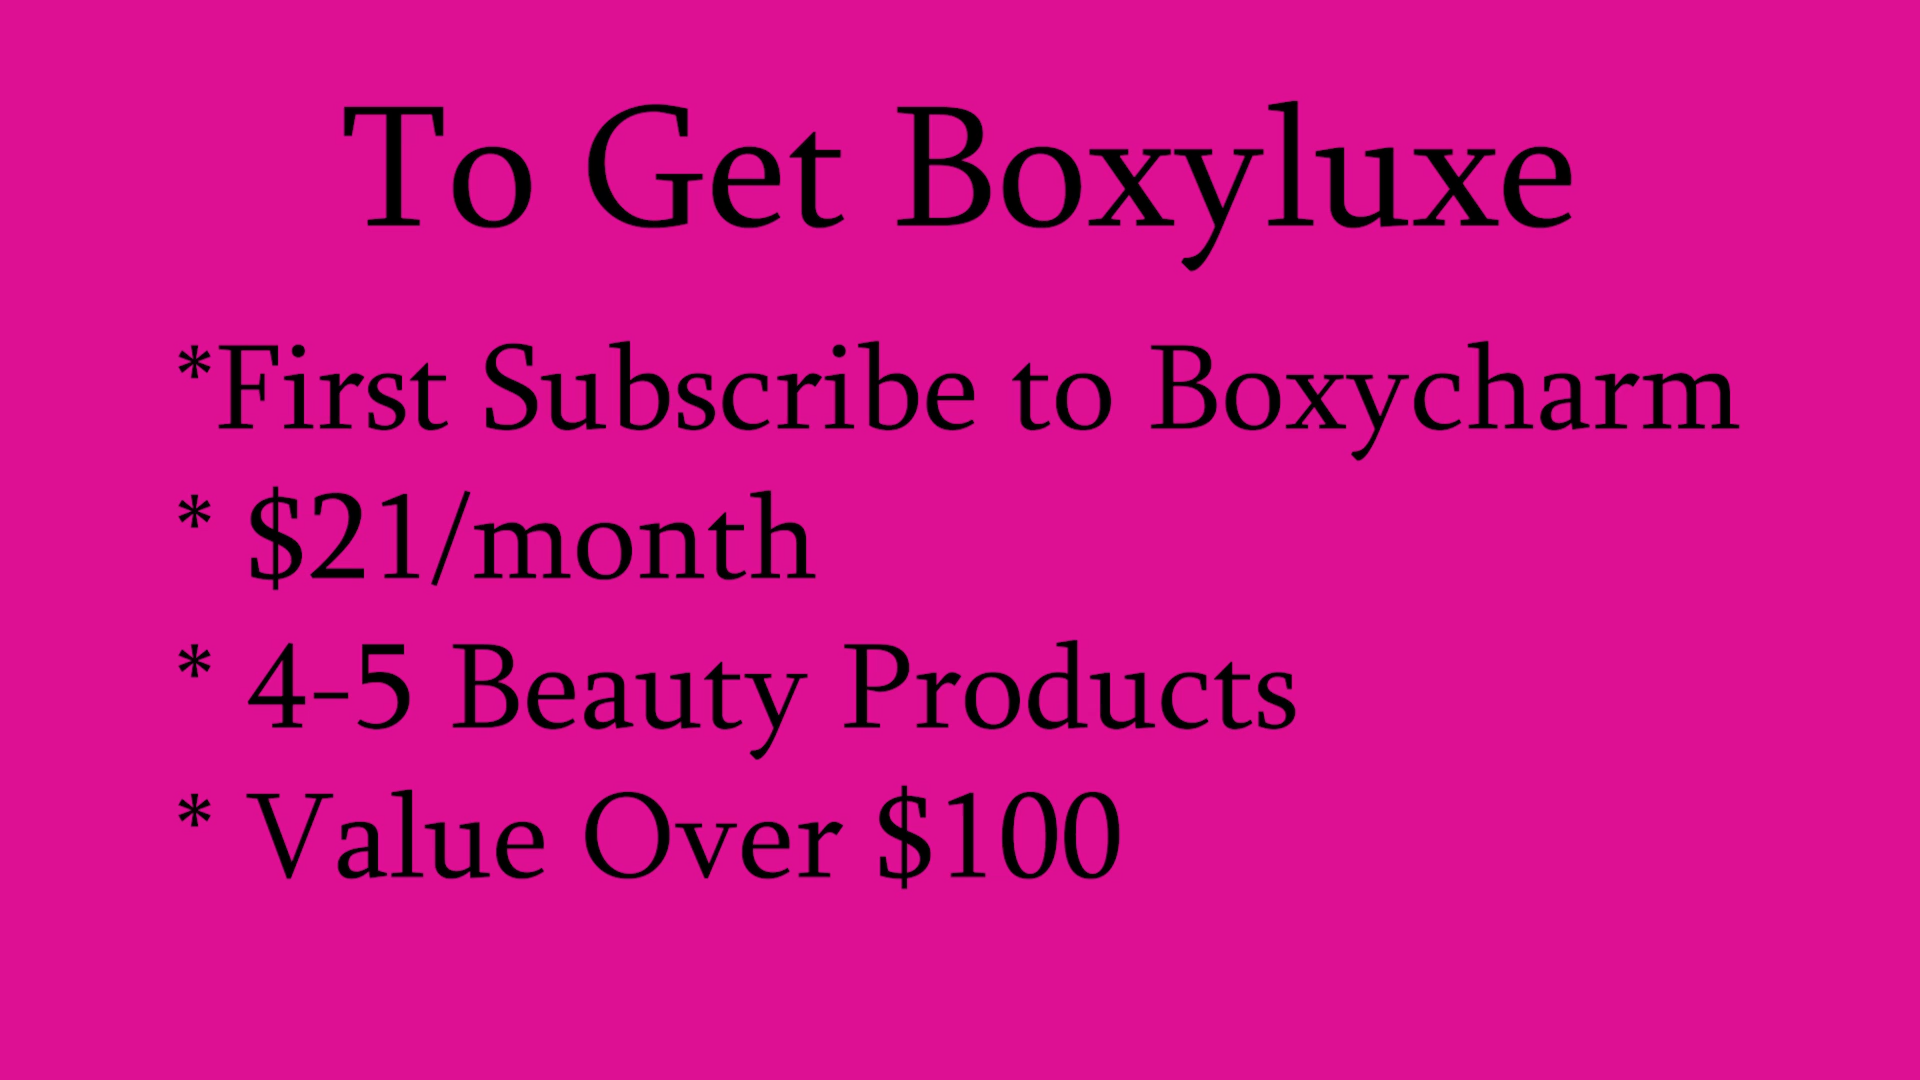 To Get Boxyluxe
*First Subscribe to Boxycharm
* $21/month
* 4-5 Beauty Products
* Value Over $100